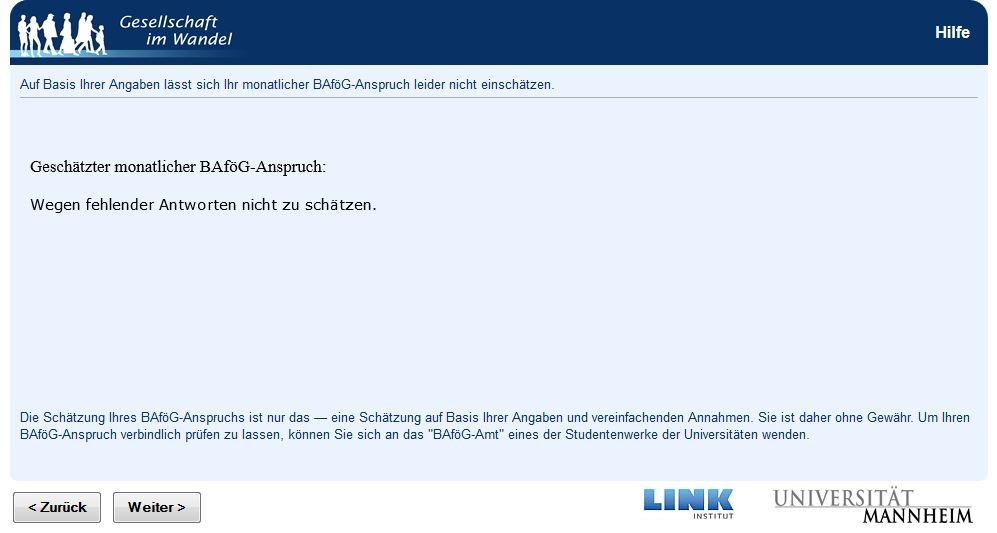 Gesellschaft
im Wandel
Hilfe
Auf Basis Ihrer Angaben lässt sich Ihr monatlicher BAföG-Anspruch leider nicht einschätzen.
Geschätzter monatlicher BAföG-Anspruch:
Wegen fehlender Antworten nicht zu schätzen.
Die Schätzung Ihres BAföG-Anspruchs ist nur das — eine Schätzung auf Basis Ihrer Angaben und vereinfachenden Annahmen. Sie ist daher ohne Gewähr. Um Ihren
BAföG-Anspruch verbindlich prüfen zu lassen, können Sie sich an das "BAföG-Amt" eines der Studentenwerke der Universitäten wenden.
< Zurück
Weiter >
LINK
INSTITUT
UNIVERSITÄT
MANNHEIM